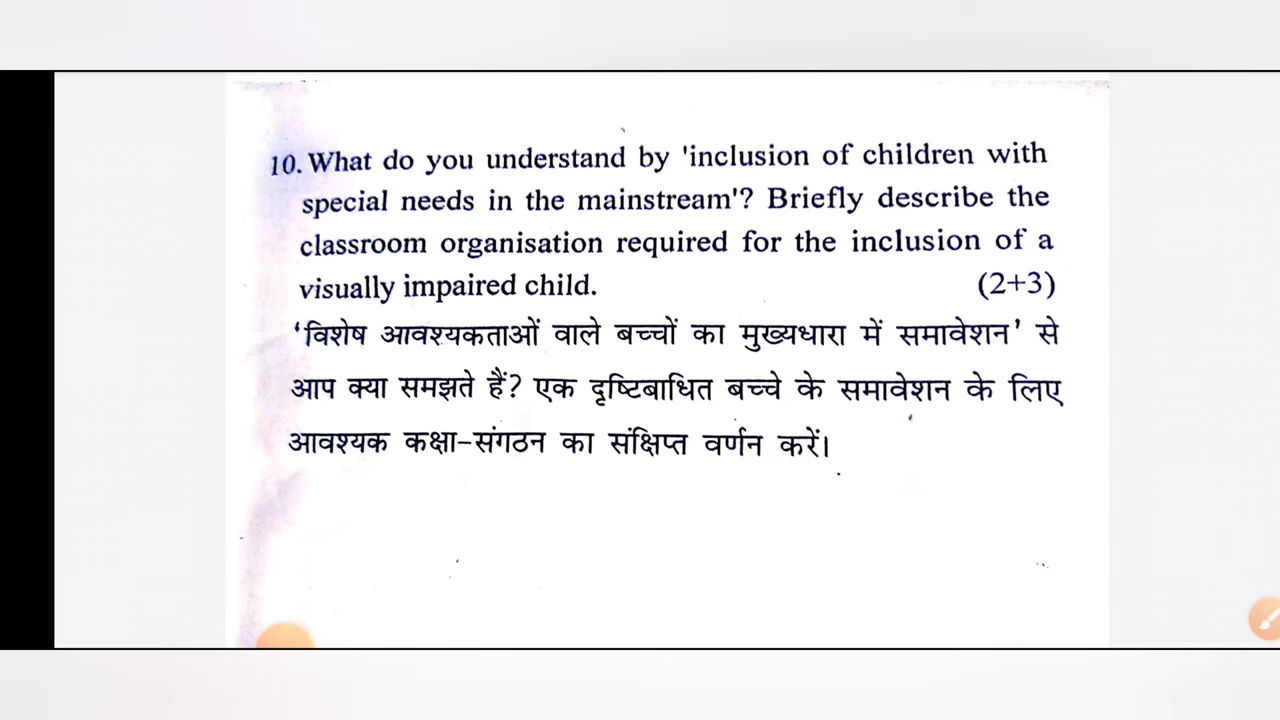 10. What do you understand by 'inclusion of children with
special needs in the mainstream'? Briefly describe the
classroom organisation required for the inclusion of a
visually impaired child. (2+3)
‘विशेष आवश्यकताओं वाले बच्चों का मुख्यधारा में समावेशन’ से
आप क्या समझते हैं? एक दृष्टिबाधित बच्चे के समावेशन के लिए
आवश्यक कक्षा-संगठन का संक्षिप्त वर्णन करें।